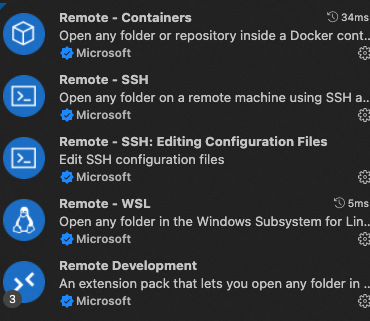 Remote - Containers 34ms
Open any folder or repository inside a Docker cont...
Microsoft
Remote - SSH
Open any folder on a remote machine using SSH a...
Microsoft
Remote - SSH: Editing Configuration Files
Edit SSH configuration files
Microsoft
Remote - WSL 5ms
Open any folder in the Windows Subsystem for Lin...
Microsoft
Remote Development
An extension pack that lets you open any folder in ...
3 Microsoft